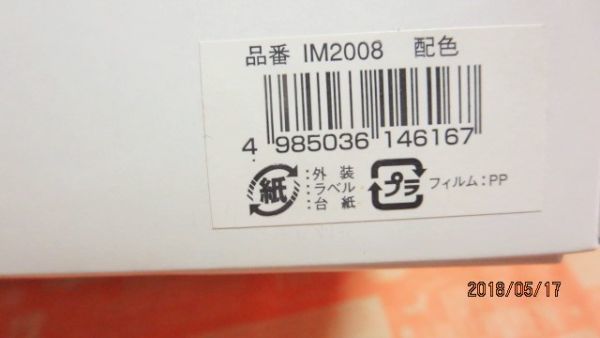 品番 IM2008 配色
4 985036 146167
紙 :外装
:ラベル
:台紙
プラ フィルム:PP
2018/05/17